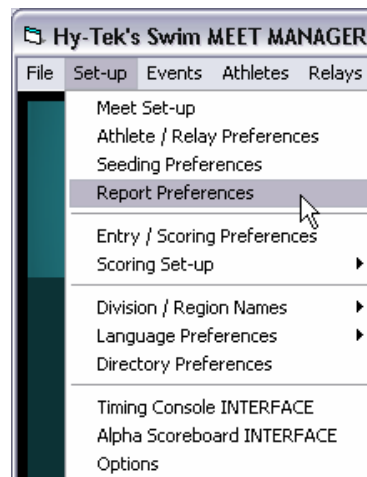 Hy-Tek's Swim MEET MANAGER
File Set-up Events Athletes Relays
Meet Set-up
Athlete / Relay Preferences
Seeding Preferences
Report Preferences
Entry / Scoring Preferences
Scoring Set-up
Division / Region Names
Language Preferences
Directory Preferences
Timing Console INTERFACE
Alpha Scoreboard INTERFACE
Options